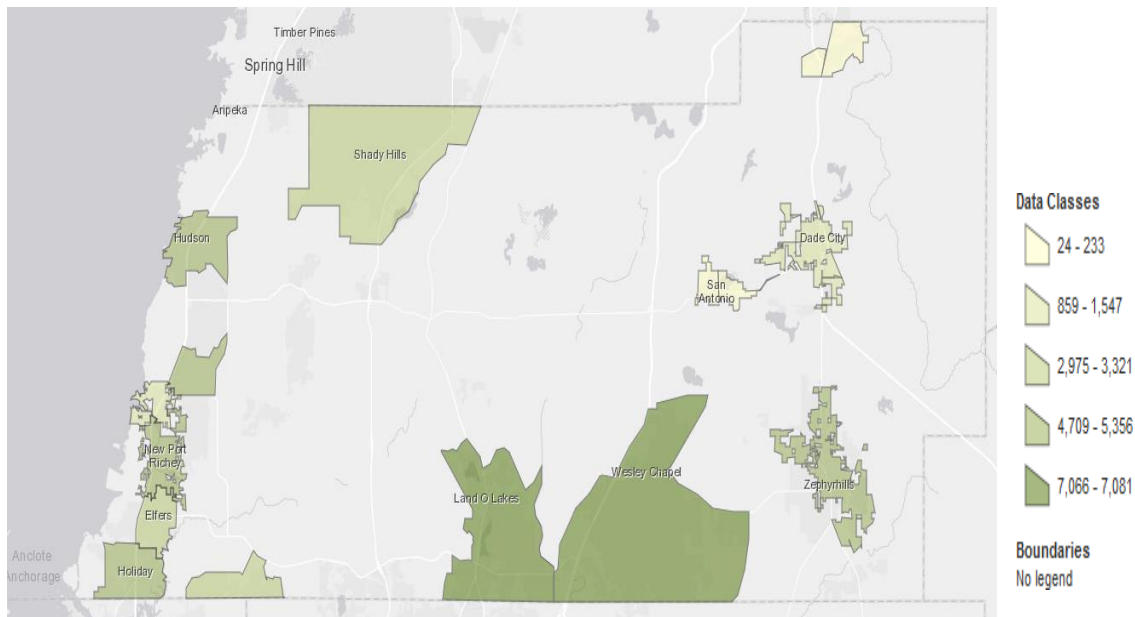 Timber Pines
Spring Hill
Aripeka
Shady Hills
Hudson
Dade City
San
Antonio
New Port
Richey
Land O Lakes
Wesley Chapel
Zephyrhills
Elfers
Anclote
Anchorage
Holiday
Data Classes
24 - 233
859 - 1,547
2,975 - 3,321
4,709 - 5,356
7,066 - 7,081
Boundaries
No legend